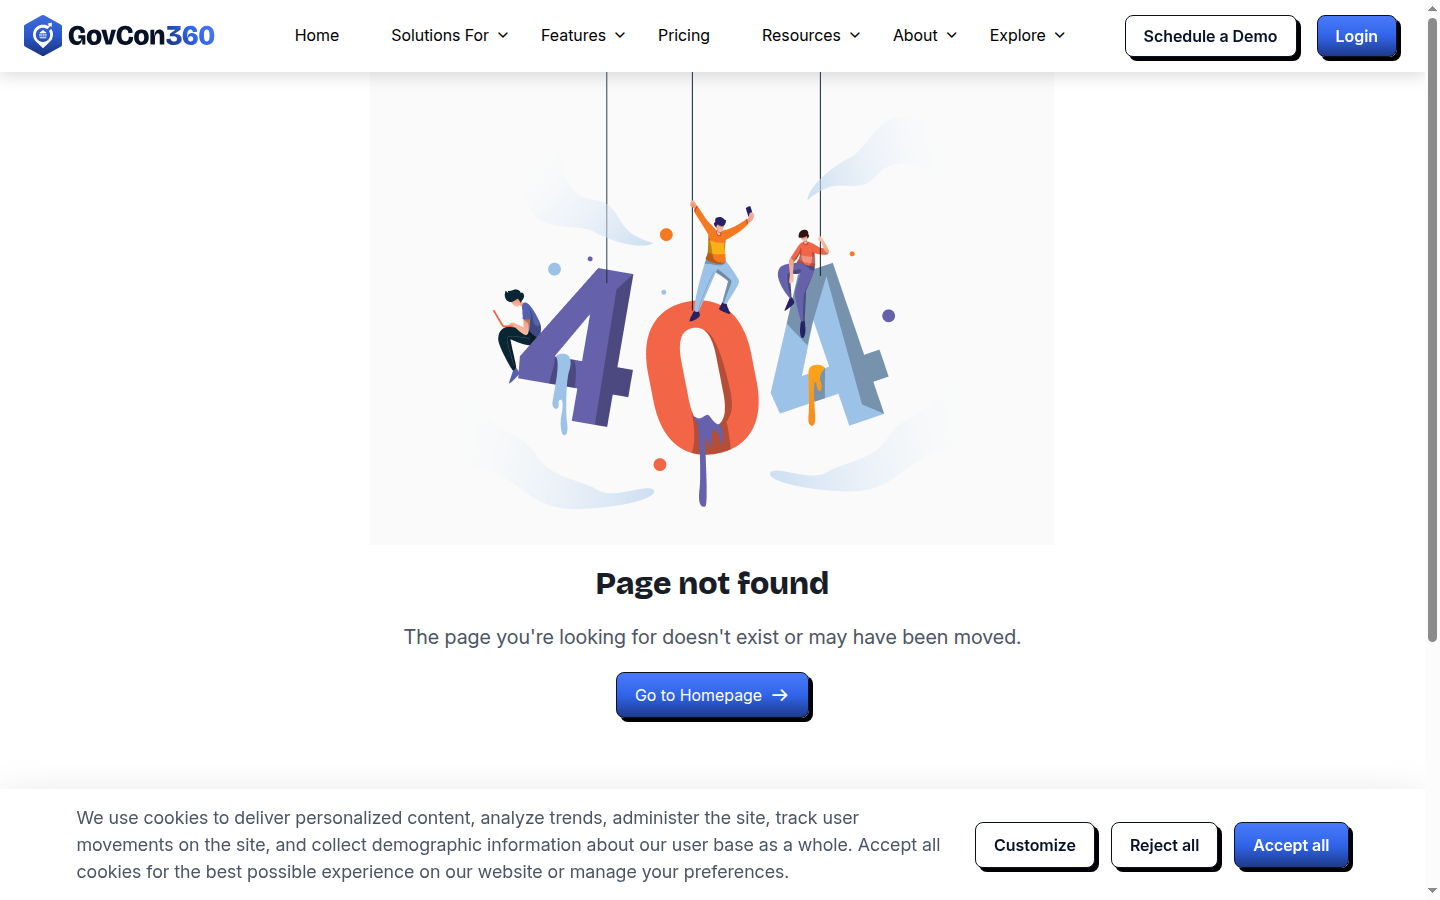 GovCon360
Home
Solutions For
Features
Pricing
Resources
About
Explore
Schedule a Demo
Login
404
Page not found
The page you're looking for doesn't exist or may have been moved.
Go to Homepage
We use cookies to deliver personalized content, analyze trends, administer the site, track user
movements on the site, and collect demographic information about our user base as a whole. Accept all
cookies for the best possible experience on our website or manage your preferences.
Customize
Reject all
Accept all